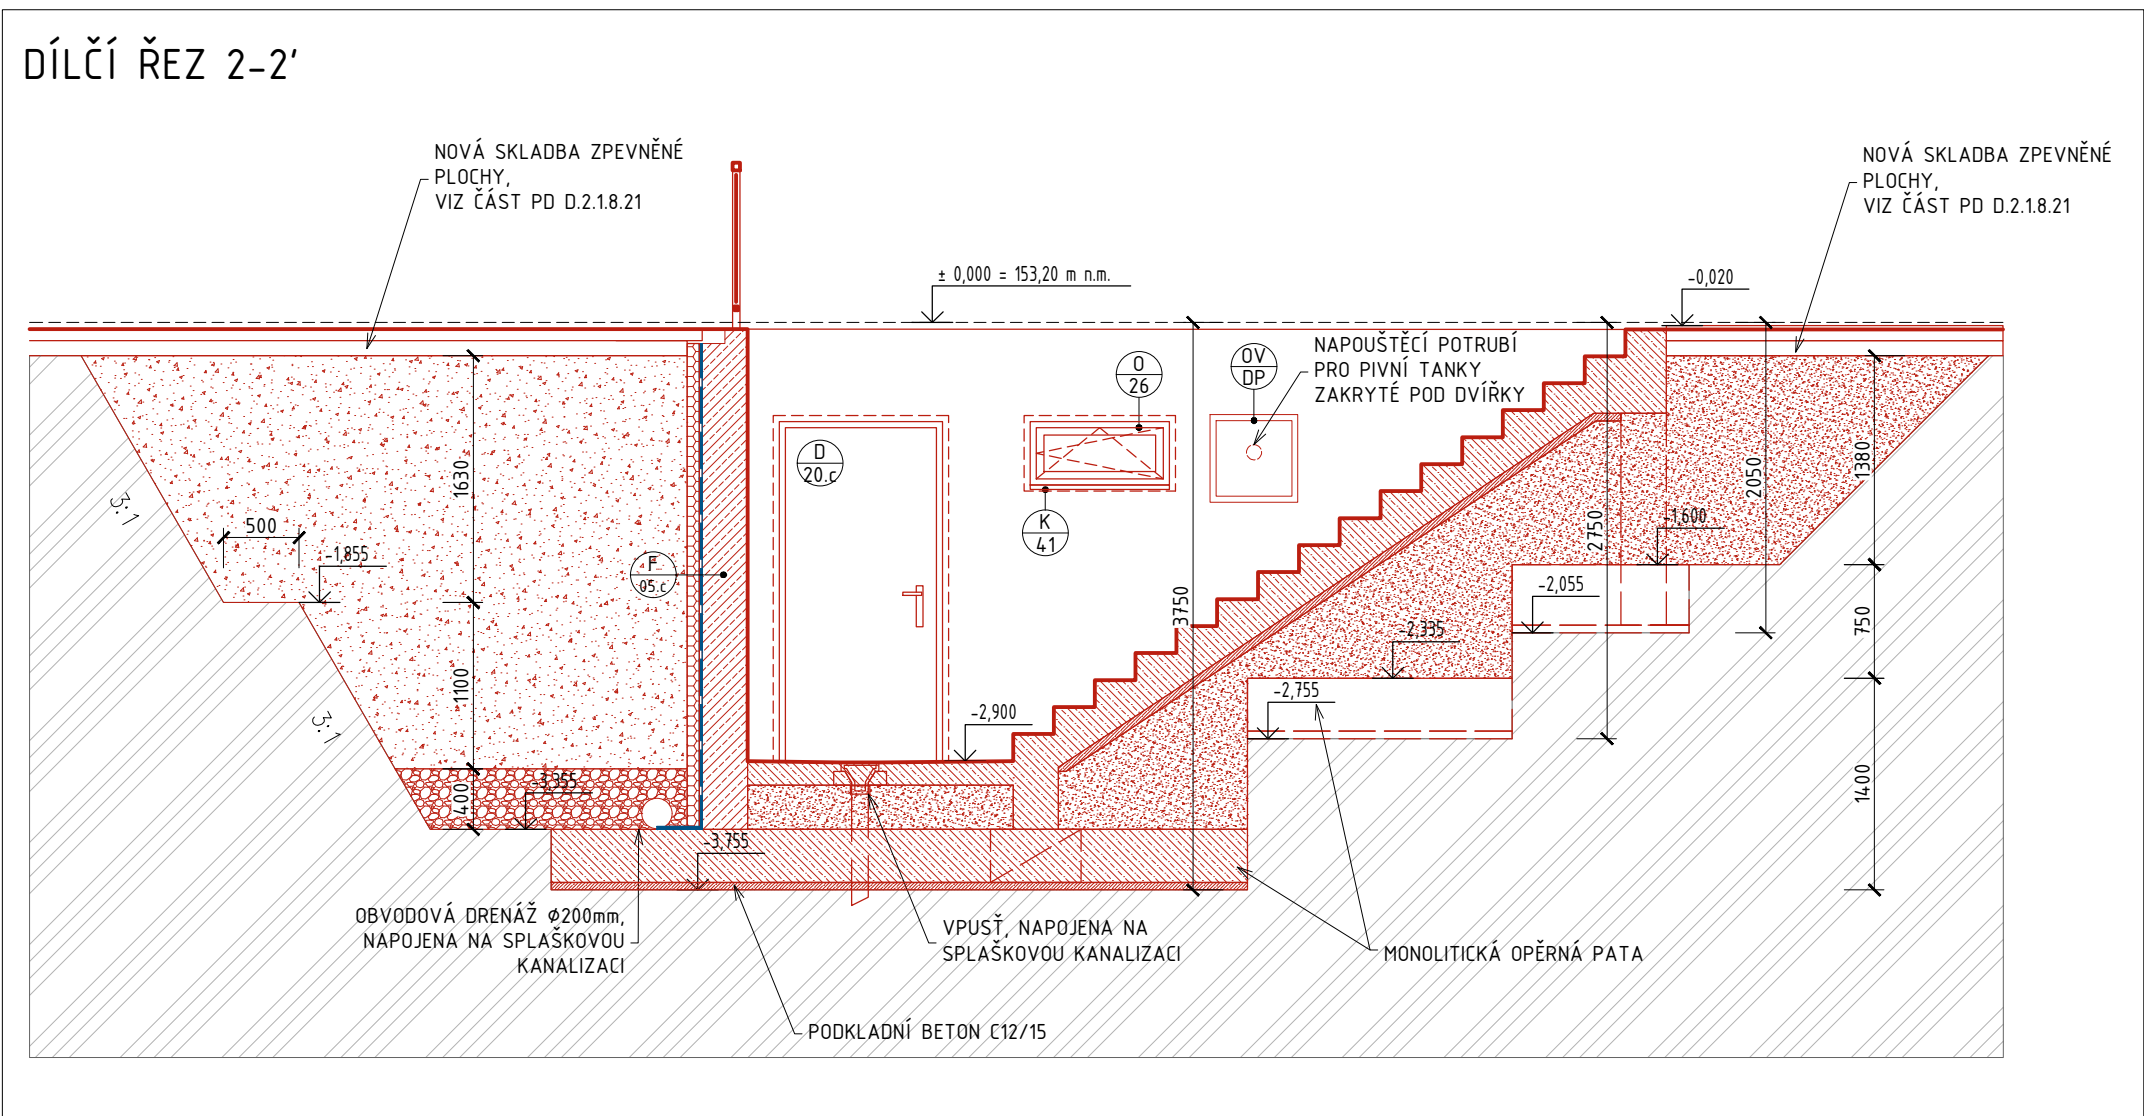 DÍLČÍ ŘEZ 2-2'
NOVÁ SKLADBA ZPEVNĚNÉ
PLOCHY,
VIZ ČÁST PD D.2.1.8.21
NOVÁ SKLADBA ZPEVNĚNÉ
PLOCHY,
VIZ ČÁST PD D.2.1.8.21
± 0,000 = 153,20 m n.m.
-0,020
NAPOUŠTĚCÍ POTRUBÍ
PRO PIVNÍ TANKY
ZAKRYTÉ POD DVÍŘKY
O
26
OV
DP
D
20.c
K
41
F
05.c
3:1
3:1
500
-1,855
1630
1100
400
-3,355
-3,755
-2,900
3750
2750
2050
1380
-1,600
-2,055
750
-2,335
-2,755
1400
OBVODOVÁ DRENÁŽ Ø200mm,
NAPOJENA NA SPLAŠKOVOU
KANALIZACI
VPUSŤ, NAPOJENA NA
SPLAŠKOVOU KANALIZACI
MONOLITICKÁ OPĚRNÁ PATA
PODKLADNÍ BETON C12/15